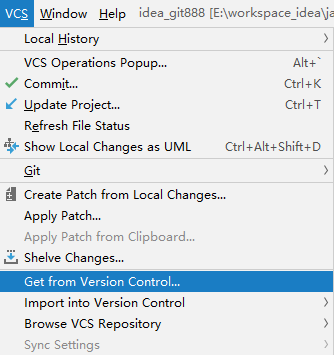 VCS Window Help idea_git888 [E:\workspace_idea\ja
Local History
VCS Operations Popup... Alt+`
Commit... Ctrl+K
Update Project... Ctrl+T
Refresh File Status
Show Local Changes as UML Ctrl+Alt+Shift+D
Git
Create Patch from Local Changes...
Apply Patch...
Apply Patch from Clipboard...
Shelve Changes...
Get from Version Control...
Import into Version Control
Browse VCS Repository
Sync Settings